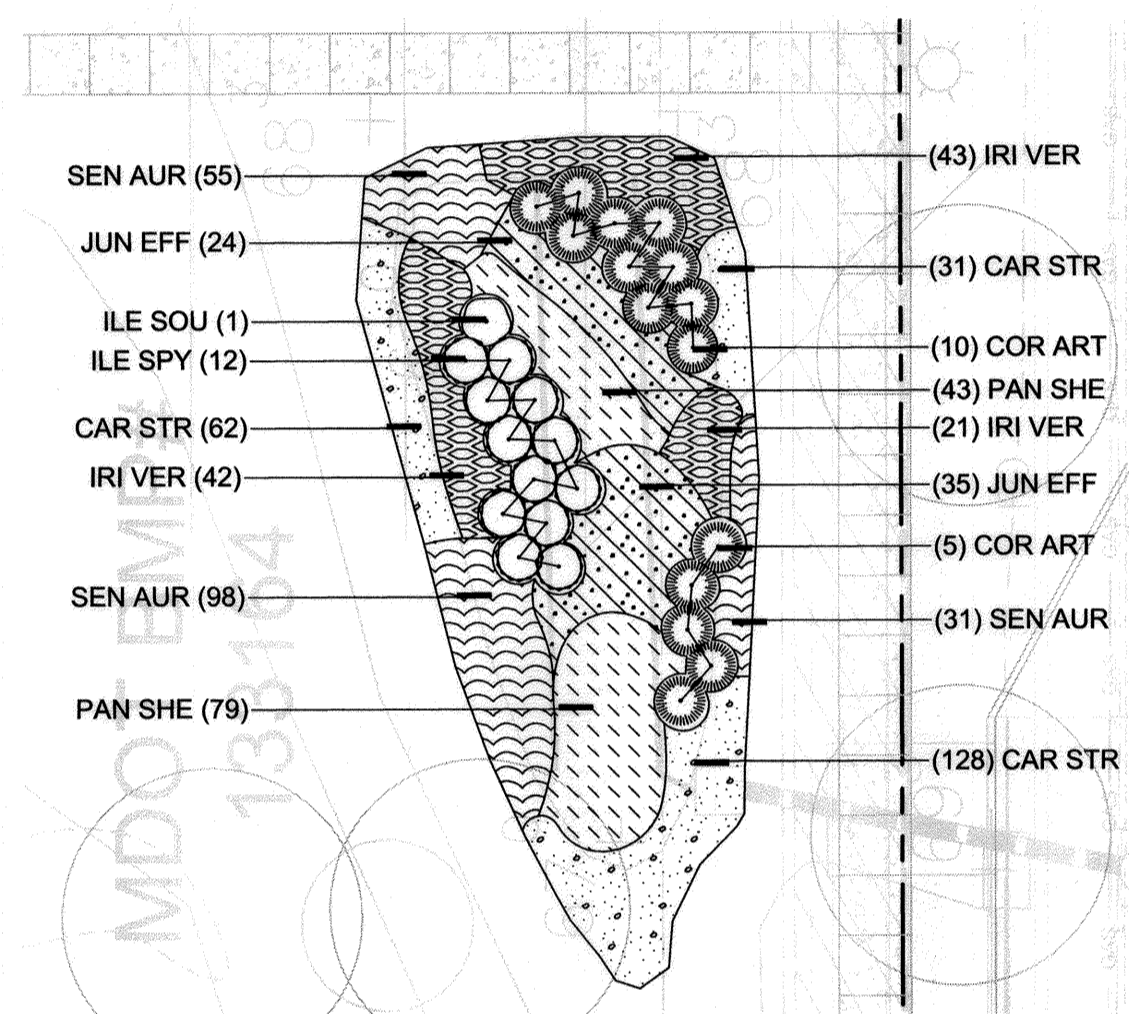 SEN AUR (55)
JUN EFF (24)
ILE SOU (1)
ILE SPY (12)
CAR STR (62)
IRI VER (42)
SEN AUR (98)
PAN SHE (79)
(43) IRI VER
(31) CAR STR
(10) COR ART
(43) PAN SHE
(21) IRI VER
(35) JUN EFF
(5) COR ART
(31) SEN AUR
(128) CAR STR